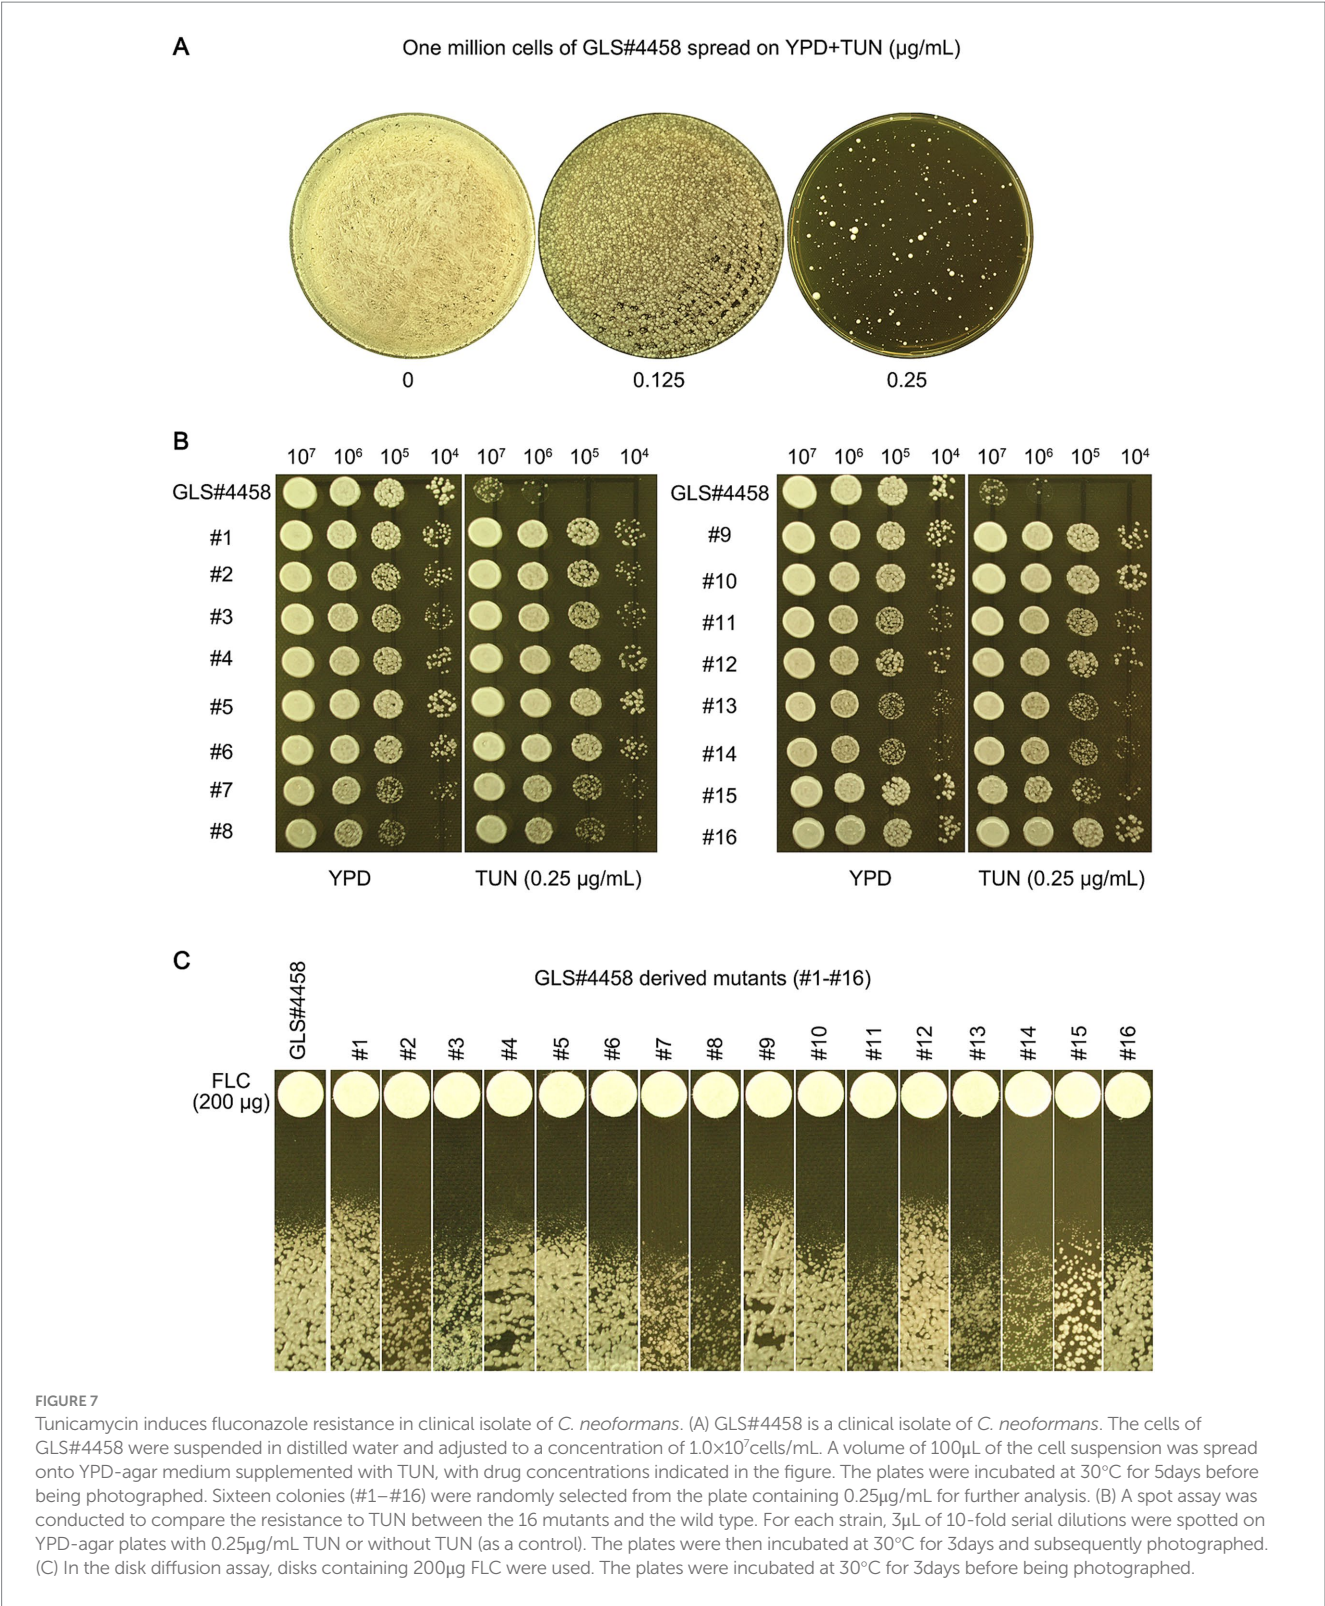 A
One million cells of GLS#4458 spread on YPD+TUN (µg/mL)
0 0.125 0.25
B
10⁷ 10⁶ 10⁵ 10⁴ 10⁷ 10⁶ 10⁵ 10⁴ 10⁷ 10⁶ 10⁵ 10⁴ 10⁷ 10⁶ 10⁵ 10⁴
GLS#4458 GLS#4458
#1 #9
#2 #10
#3 #11
#4 #12
#5 #13
#6 #14
#7 #15
#8 #16
YPD TUN (0.25 µg/mL) YPD TUN (0.25 µg/mL)
C
GLS#4458 derived mutants (#1-#16)
GLS#4458 #1 #2 #3 #4 #5 #6 #7 #8 #9 #10 #11 #12 #13 #14 #15 #16
FLC
(200 µg)
FIGURE 7
Tunicamycin induces fluconazole resistance in clinical isolate of C. neoformans. (A) GLS#4458 is a clinical isolate of C. neoformans. The cells of
GLS#4458 were suspended in distilled water and adjusted to a concentration of 1.0×10⁷cells/mL. A volume of 100µL of the cell suspension was spread
onto YPD-agar medium supplemented with TUN, with drug concentrations indicated in the figure. The plates were incubated at 30°C for 5days before
being photographed. Sixteen colonies (#1–#16) were randomly selected from the plate containing 0.25µg/mL for further analysis. (B) A spot assay was
conducted to compare the resistance to TUN between the 16 mutants and the wild type. For each strain, 3µL of 10-fold serial dilutions were spotted on
YPD-agar plates with 0.25µg/mL TUN or without TUN (as a control). The plates were then incubated at 30°C for 3days and subsequently photographed.
(C) In the disk diffusion assay, disks containing 200µg FLC were used. The plates were incubated at 30°C for 3days before being photographed.